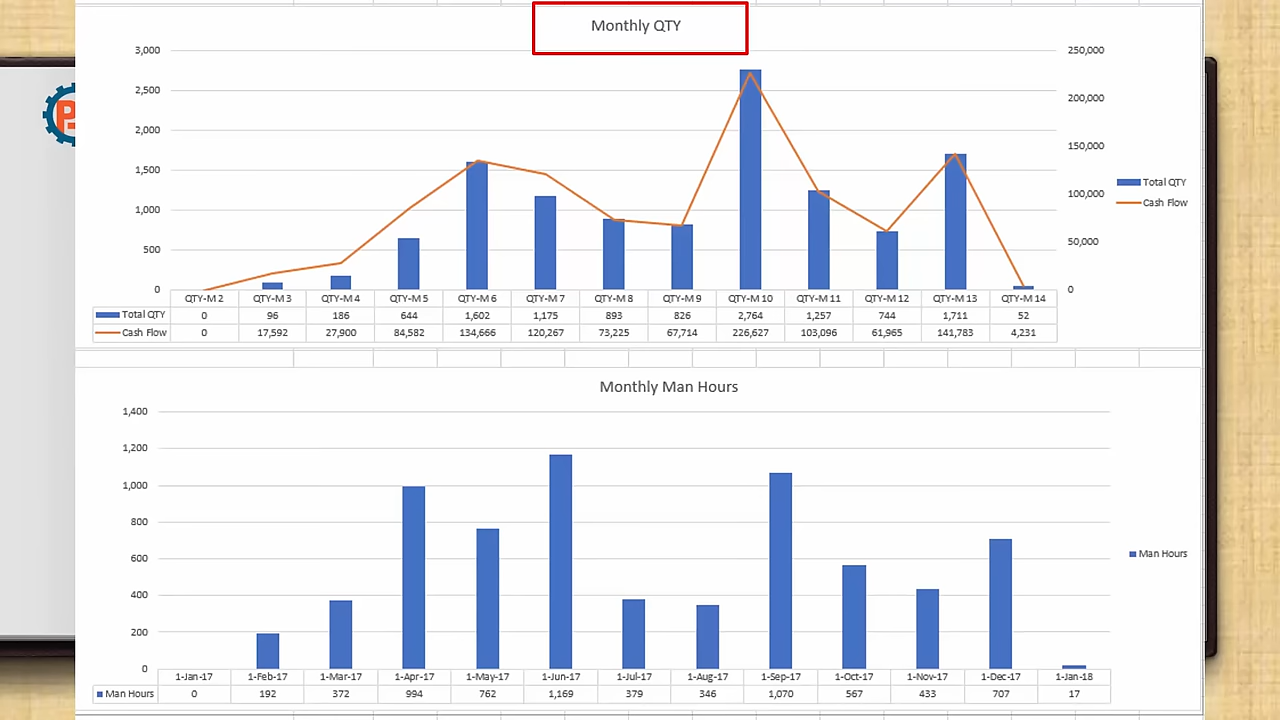 Monthly QTY
3,000
2,500
2,000
1,500
1,000
500
0
250,000
200,000
150,000
100,000
50,000
0
Total QTY
Cash Flow
QTY-M 2 QTY-M 3 QTY-M 4 QTY-M 5 QTY-M 6 QTY-M 7 QTY-M 8 QTY-M 9 QTY-M 10 QTY-M 11 QTY-M 12 QTY-M 13 QTY-M 14
Total QTY 0 96 186 644 1,602 1,175 893 826 2,764 1,257 744 1,711 52
Cash Flow 0 17,592 27,900 84,582 134,666 120,267 73,225 67,714 226,627 103,096 61,965 141,783 4,231
Monthly Man Hours
1,400
1,200
1,000
800
600
400
200
0
Man Hours
1-Jan-17 1-Feb-17 1-Mar-17 1-Apr-17 1-May-17 1-Jun-17 1-Jul-17 1-Aug-17 1-Sep-17 1-Oct-17 1-Nov-17 1-Dec-17 1-Jan-18
Man Hours 0 192 372 994 762 1,169 379 346 1,070 567 433 707 17